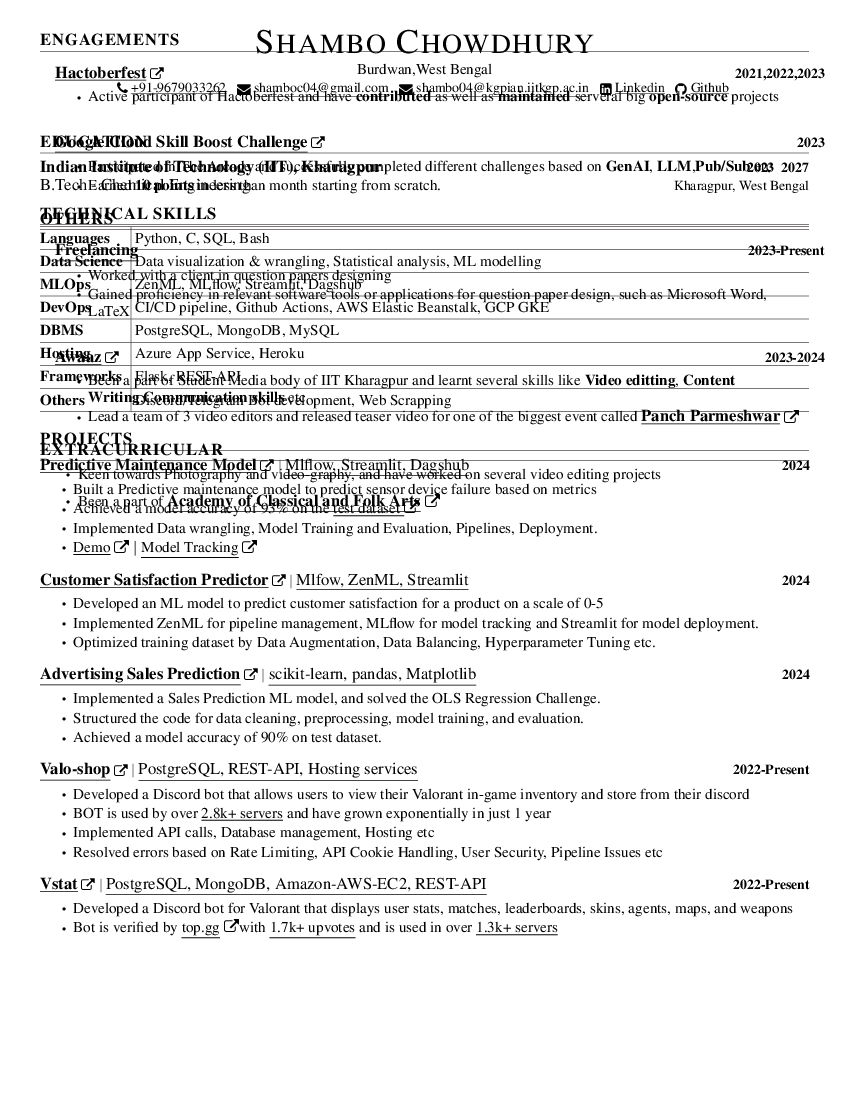 ENGAGEMENTS
SHAMBO CHOWDHURY
Burdwan,West Bengal
+91-9679033262 shamboc04@gmail.com shambo04@kgpian.iitkgp.ac.in Linkedin Github
Hactoberfest 2021,2022,2023
• Active participant of Hactoberfest and have contributed as well as maintained serveral big open-source projects
EDUCATION
Google Cloud Skill Boost Challenge 2023
Indian Institute of Technology (IIT), Kharagpur 2023 2027
completed different challenges based on GenAI, LLM,Pub/Sub
B.Tech Chemical Engineering Kharagpur, West Bengal
• Earned points in less than month starting from scratch.
TECHNICAL SKILLS
OTHERS
Languages Python, C, SQL, Bash
Freelancing 2023-Present
Data Science Data visualization & wrangling, Statistical analysis, ML modelling
• Worked with a client in question papers designing
MLOps ZenML, MLflow, Streamlit, Dagshub
• Gained proficiency in relevant software tools or applications for question paper design, such as Microsoft Word,
LaTeX
DevOps CI/CD pipeline, Github Actions, AWS Elastic Beanstalk, GCP GKE
DBMS PostgreSQL, MongoDB, MySQL
Hosting Azure App Service, Heroku
Awaaz 2023-2024
Frameworks Flask, REST-API
• Been a part of Student Media body of IIT Kharagpur and learnt several skills like Video editting, Content
Writing,Communication skills etc
Others Discord/Telegram Bot development, Web Scrapping
• Lead a team of 3 video editors and released teaser video for one of the biggest event called Panch Parmeshwar
PROJECTS
EXTRACURRICULAR
Predictive Maintenance Model | Mlflow, Streamlit, Dagshub 2024
• Keen towards Photography and video-graphy, and have worked on several video editing projects
• Built a Predictive maintenance model to predict sensor device failure based on metrics
• Been a part of Academy of Classical and Folk Arts
• Achieved a model accuracy of 93% on the test dataset
• Implemented Data wrangling, Model Training and Evaluation, Pipelines, Deployment.
• Demo | Model Tracking
Customer Satisfaction Predictor | Mlfow, ZenML, Streamlit 2024
• Developed an ML model to predict customer satisfaction for a product on a scale of 0-5
• Implemented ZenML for pipeline management, MLflow for model tracking and Streamlit for model deployment.
• Optimized training dataset by Data Augmentation, Data Balancing, Hyperparameter Tuning etc.
Advertising Sales Prediction | scikit-learn, pandas, Matplotlib 2024
• Implemented a Sales Prediction ML model, and solved the OLS Regression Challenge.
• Structured the code for data cleaning, preprocessing, model training, and evaluation.
• Achieved a model accuracy of 90% on test dataset.
Valo-shop | PostgreSQL, REST-API, Hosting services 2022-Present
• Developed a Discord bot that allows users to view their Valorant in-game inventory and store from their discord
• BOT is used by over 2.8k+ servers and have grown exponentially in just 1 year
• Implemented API calls, Database management, Hosting etc
• Resolved errors based on Rate Limiting, API Cookie Handling, User Security, Pipeline Issues etc
Vstat | PostgreSQL, MongoDB, Amazon-AWS-EC2, REST-API 2022-Present
• Developed a Discord bot for Valorant that displays user stats, matches, leaderboards, skins, agents, maps, and weapons
• Bot is verified by top.gg with 1.7k+ upvotes and is used in over 1.3k+ servers